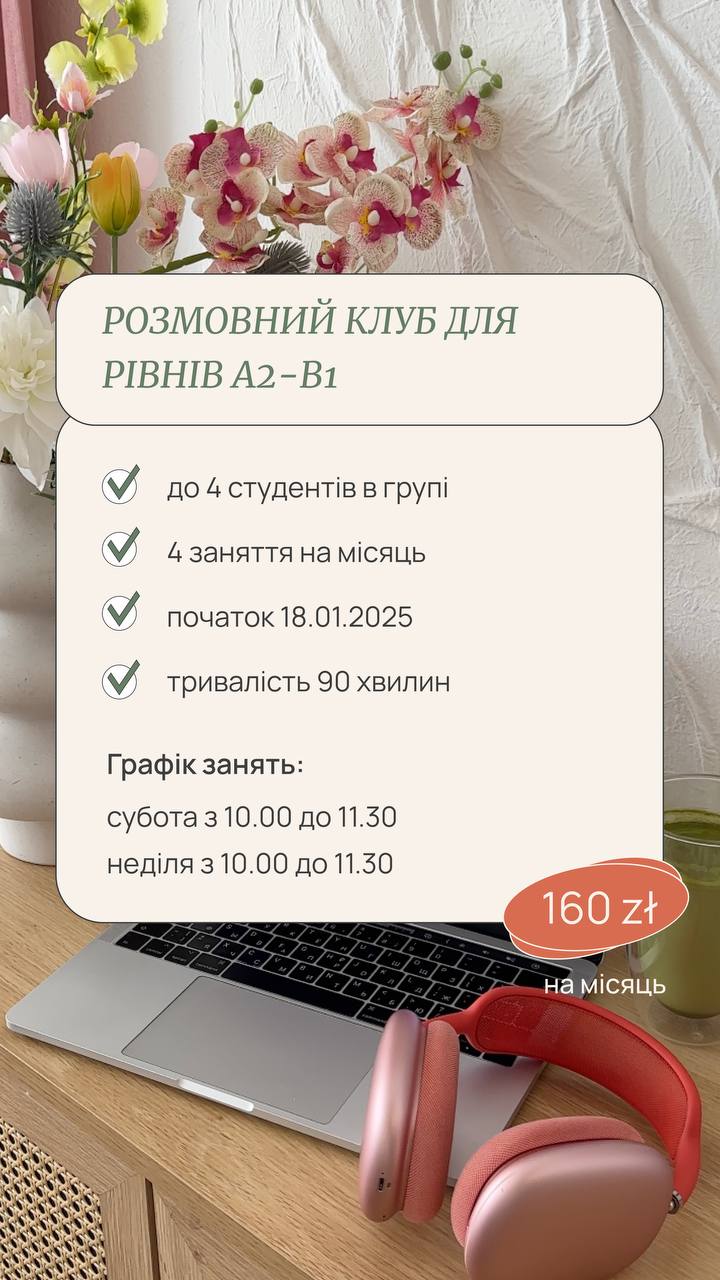 РОЗМОВНИЙ КЛУБ ДЛЯ
РІВНІВ А2-В1
до 4 студентів в групі
4 заняття на місяць
початок 18.01.2025
тривалість 90 хвилин
Графік занять:
субота з 10.00 до 11.30
неділя з 10.00 до 11.30
160 zł
на місяць